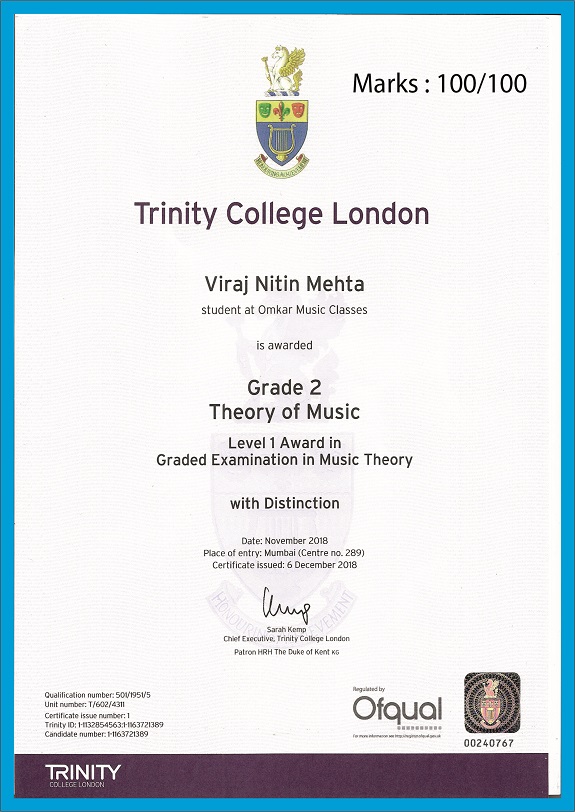 Marks : 100/100
Trinity College London
Viraj Nitin Mehta
student at Omkar Music Classes
is awarded
Grade 2
Theory of Music
Level 1 Award in
Graded Examination in Music Theory
with Distinction
Date: November 2018
Place of entry: Mumbai (Centre no. 289)
Certificate issued: 6 December 2018
Sarah Kemp
Chief Executive, Trinity College London
Patron HRH The Duke of Kent KG
Qualification number: 501/1951/5
Unit number: T/602/4311
Certificate issue number: 1
Trinity ID: 1-1132854563:1-1163721389
Candidate number: 1-1163721389
Regulated by
Ofqual
For more information see http://register.ofqual.gov.uk
00240767
TRINITY
COLLEGE LONDON